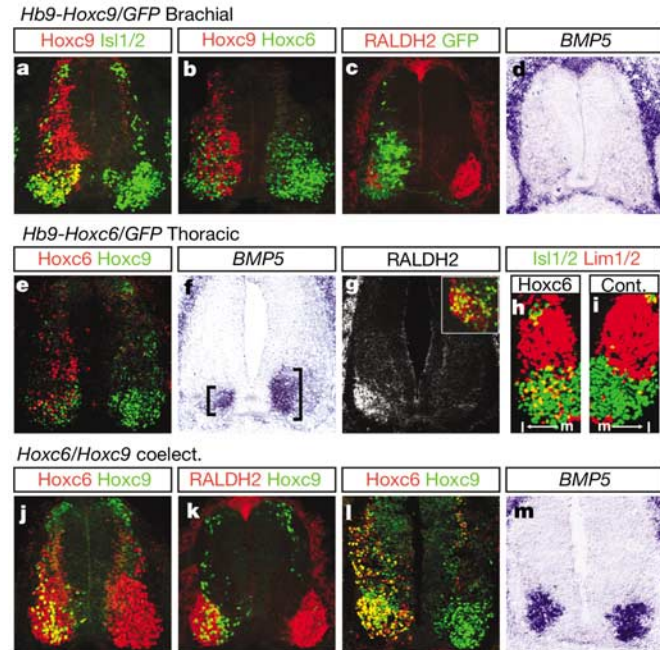 Hb9-Hoxc9/GFP Brachial
Hoxc9 Isl1/2
Hoxc9 Hoxc6
RALDH2 GFP
BMP5
a
b
c
d
Hb9-Hoxc6/GFP Thoracic
Hoxc6 Hoxc9
BMP5
RALDH2
Isl1/2 Lim1/2
Hoxc6
Cont.
e
f
g
h
i
l
m
m
l
Hoxc6/Hoxc9 coelect.
Hoxc6 Hoxc9
RALDH2 Hoxc9
Hoxc6 Hoxc9
BMP5
j
k
l
m